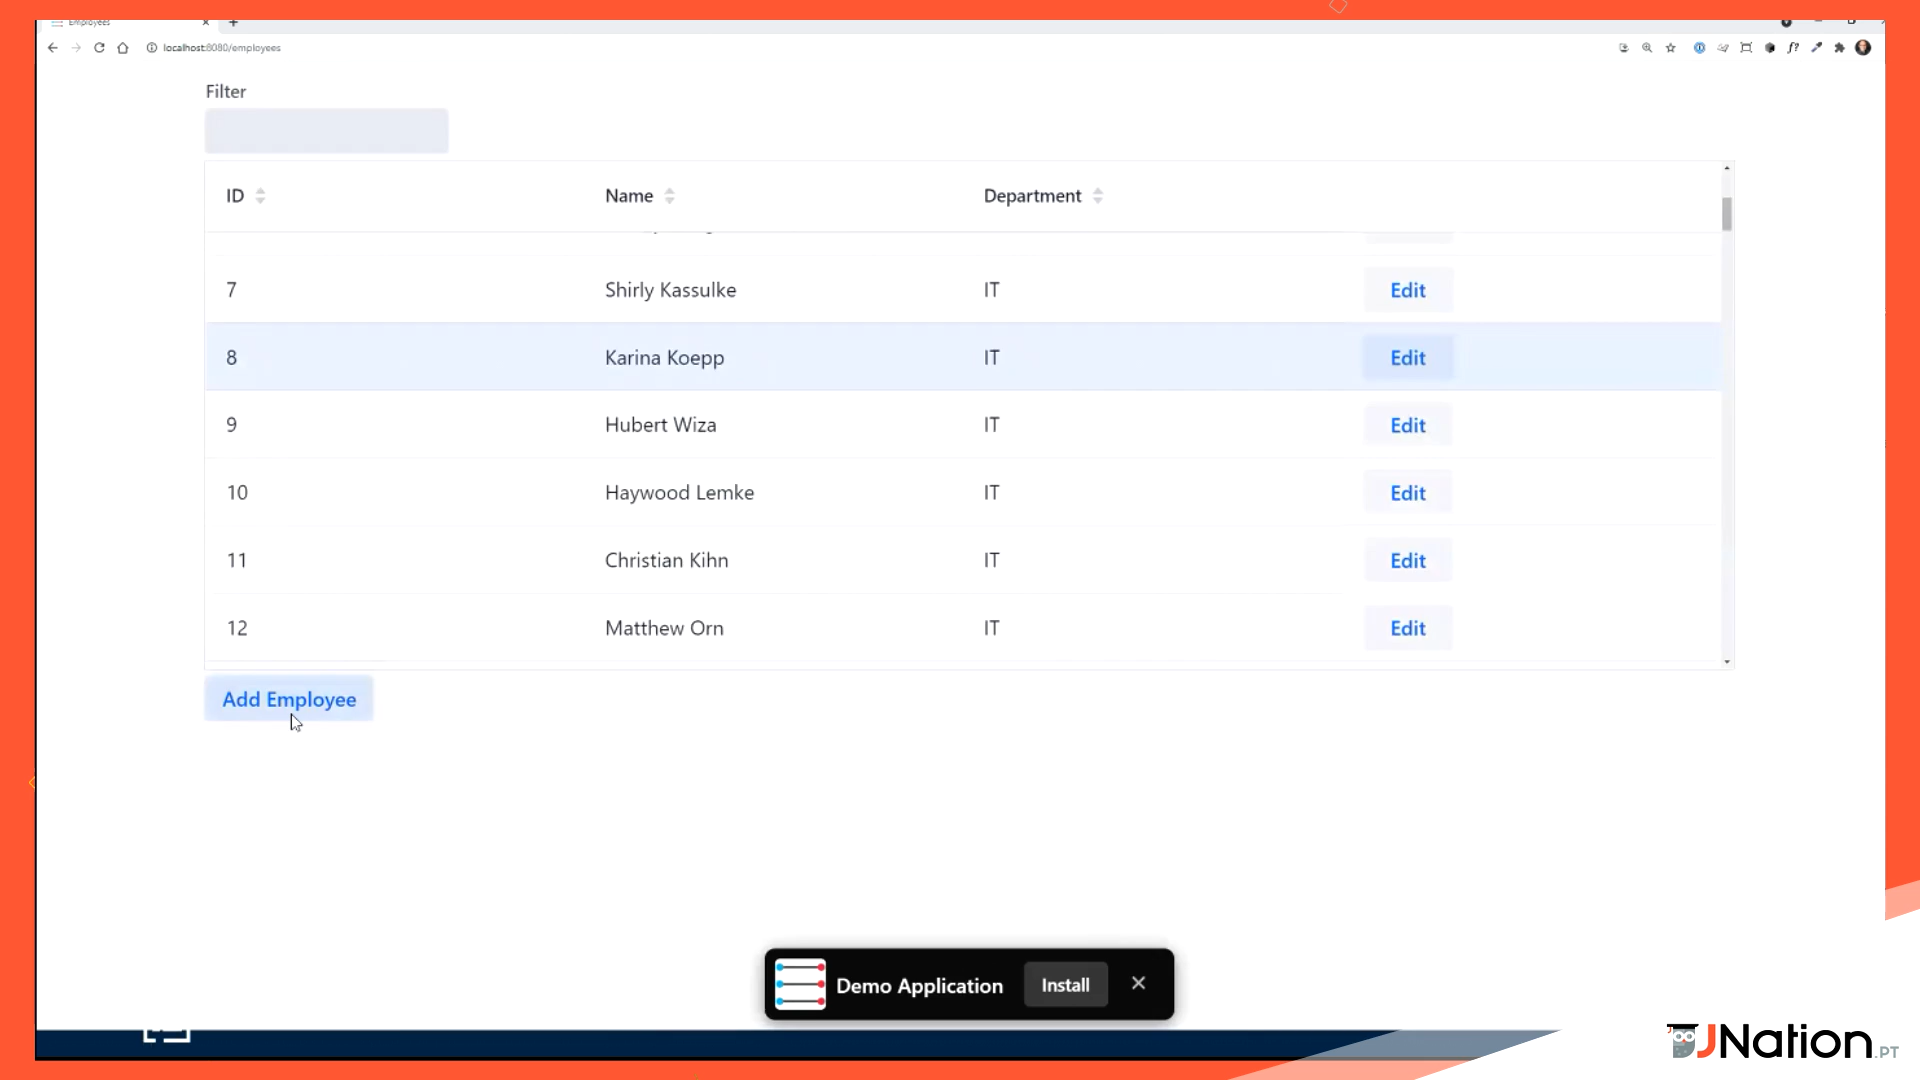 Employees
localhost:8080/employees
Filter
ID Name Department
7 Shirly Kassulke IT Edit
8 Karina Koepp IT Edit
9 Hubert Wiza IT Edit
10 Haywood Lemke IT Edit
11 Christian Kihn IT Edit
12 Matthew Orn IT Edit
Add Employee
Demo Application Install
JNation.PT